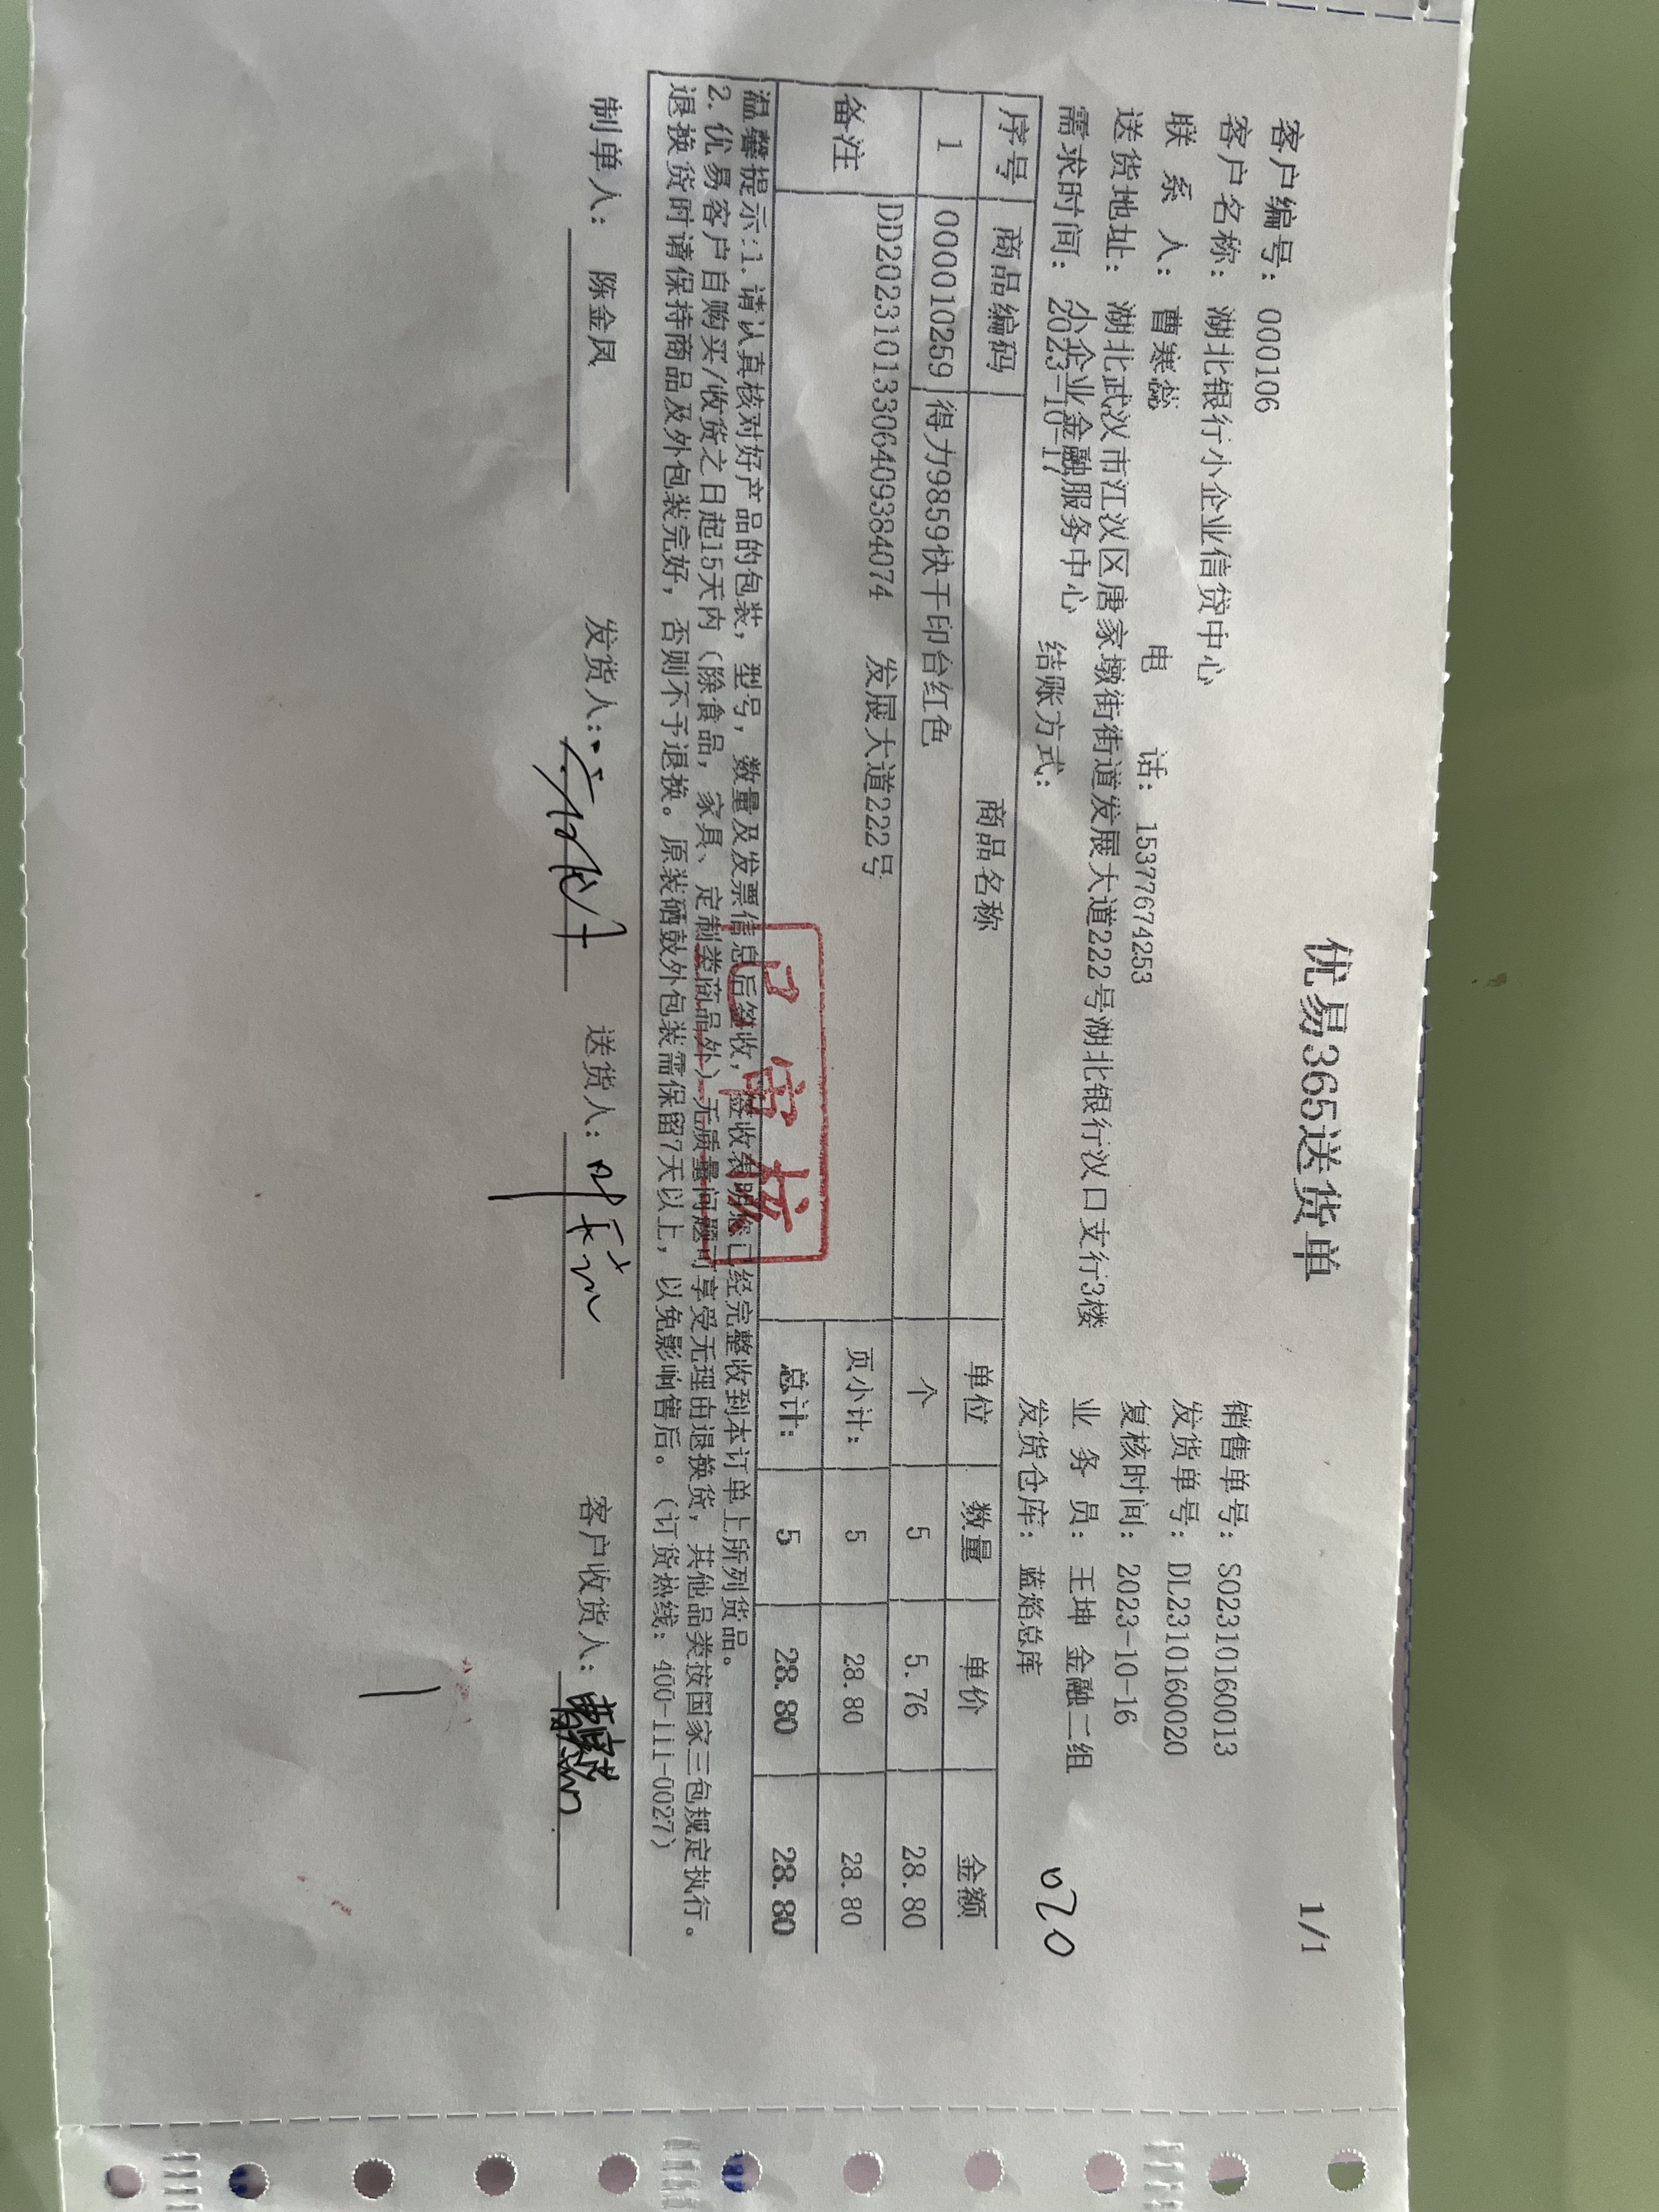 优易365送货单
1/1
客户编号: 000106
客户名称: 湖北银行小企业信贷中心
销售单号: SO2310160013
联 系 人: 曹寒蕊 电 话: 15377674253
发货单号: DL2310160020
送货地址: 湖北武汉市江汉区唐家墩街街道发展大道222号湖北银行汉口支行3楼
小企业金融服务中心
复核时间: 2023-10-16
需求时间: 2023-10-17 结账方式:
业 务 员: 王坤 金融二组
发货仓库: 蓝焰总库
020
序号 商品编码 商品名称 单位 数量 单价 金额
1 000010259 得力9859快干印台红色 个 5 5.76 28.80
备注 DD20231013306409384074 发展大道222号 页小计: 5 28.80 28.80
总计: 5 28.80 28.80
已审核
温馨提示:1.请认真核对好产品的包装,型号,数量及发票信息后签收,签收表明您已经完整收到本订单上所列货品。
2.优易客户自购买/收货之日起15天内(除食品,家具、定制类商品外)无质量问题可享受无理由退换货,其他品类按国家三包规定执行。
退换货时请保持商品及外包装完好,否则不予退换。原装硒鼓外包装需保留7天以上,以免影响售后。(订货热线: 400-111-0027)
制单人: 陈金凤 发货人: 送货人: 客户收货人: 曹寒蕊